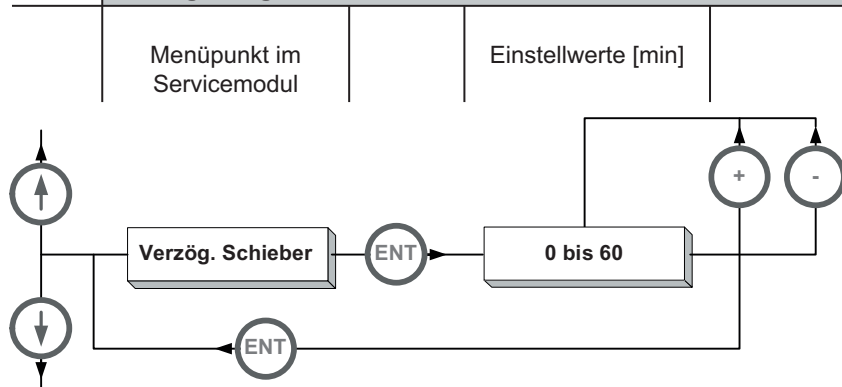 Menüpunkt im
Servicemodul
Einstellwerte [min]
+
-
Verzög. Schieber
ENT
0 bis 60
ENT